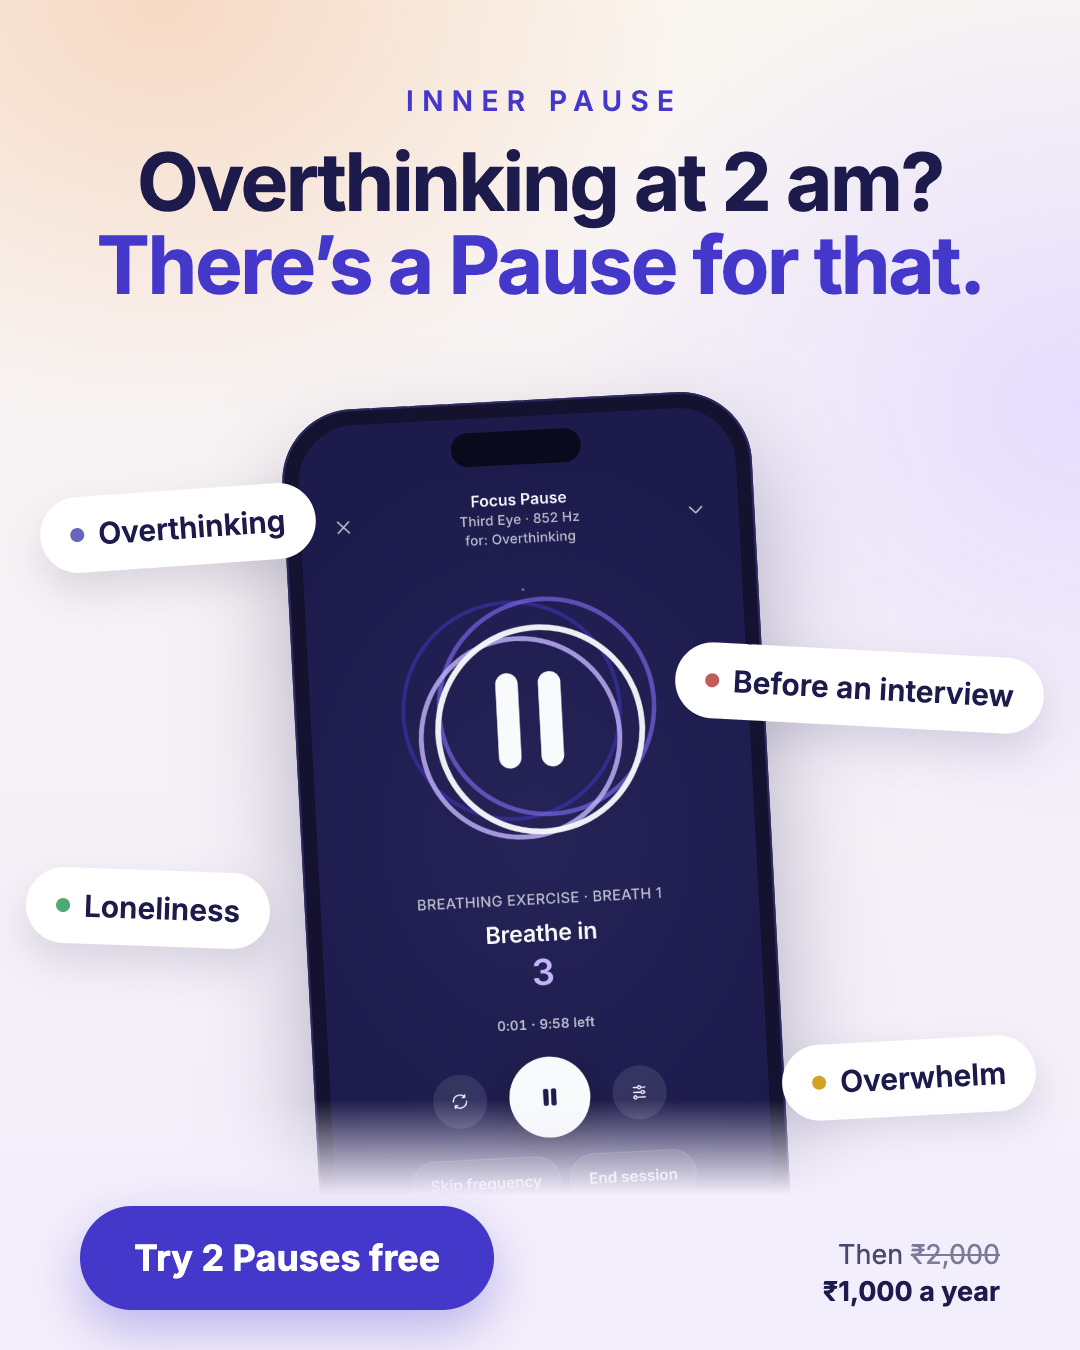 INNER PAUSE
Overthinking at 2 am?
There’s a Pause for that.
Focus Pause
Third Eye · 852 Hz
for: Overthinking
Overthinking
Before an interview
Loneliness
BREATHING EXERCISE · BREATH 1
Breathe in
3
0:01 · 9:58 left
Overwhelm
Skip frequency
End session
Try 2 Pauses free
Then ₹2,000
₹1,000 a year